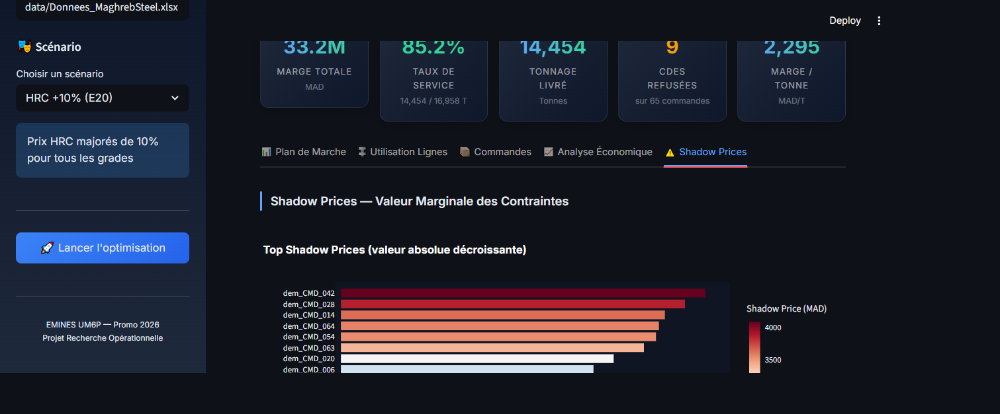 data/Donnees_MaghrebSteel.xlsx
Scénario
Choisir un scénario
HRC +10% (E20)
Prix HRC majorés de 10%
pour tous les grades
Lancer l'optimisation
EMINES UM6P — Promo 2026
Projet Recherche Opérationnelle
Deploy
33.2M
MARGE TOTALE
MAD
85.2%
TAUX DE
SERVICE
14,454 / 16,958 T
14,454
TONNAGE
LIVRÉ
Tonnes
9
CDES
REFUSÉES
sur 65 commandes
2,295
MARGE /
TONNE
MAD/T
Plan de Marche
Utilisation Lignes
Commandes
Analyse Économique
Shadow Prices
Shadow Prices — Valeur Marginale des Contraintes
Top Shadow Prices (valeur absolue décroissante)
dem_CMD_042
dem_CMD_028
dem_CMD_014
dem_CMD_064
dem_CMD_054
dem_CMD_063
dem_CMD_020
dem_CMD_006
Shadow Price (MAD)
4000
3500